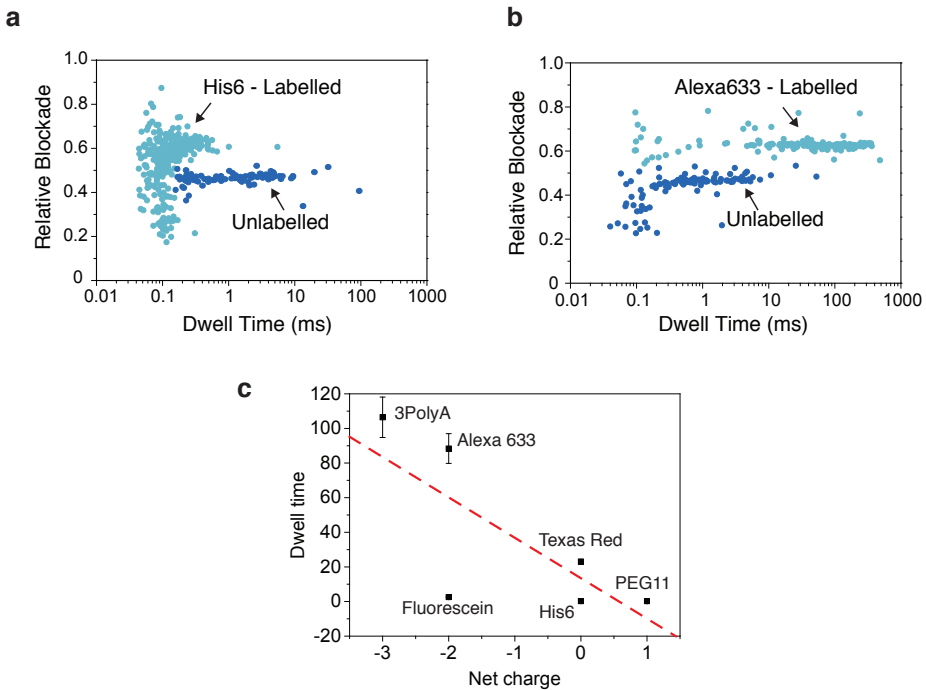 a
1.0
0.8
0.6
0.4
0.2
0
Relative Blockade
His6 - Labelled
Unlabelled
0.01
0.1
1
10
100
1000
Dwell Time (ms)
b
1.0
0.8
0.6
0.4
0.2
0
Relative Blockade
Alexa633 - Labelled
Unlabelled
0.01
0.1
1
10
100
1000
Dwell Time (ms)
c
120
100
80
60
40
20
0
-20
Dwell time
3PolyA
Alexa 633
Texas Red
PEG11
Fluorescein
His6
-3
-2
-1
0
1
Net charge